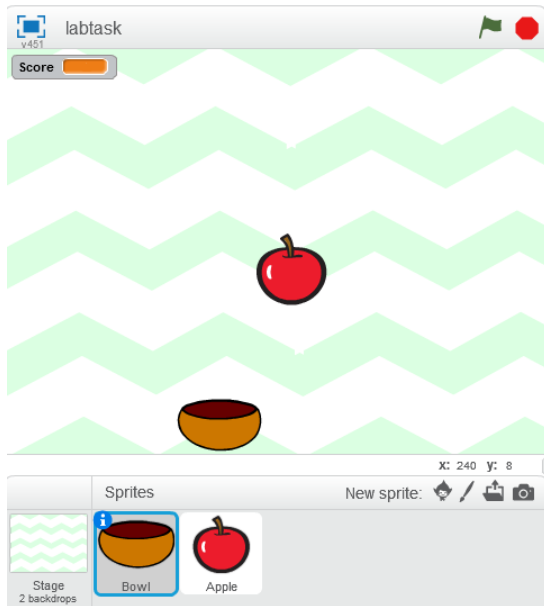 labtask
v451
Score
x: 240 y: 8
Sprites
New sprite:
Stage
2 backdrops
Bowl
Apple